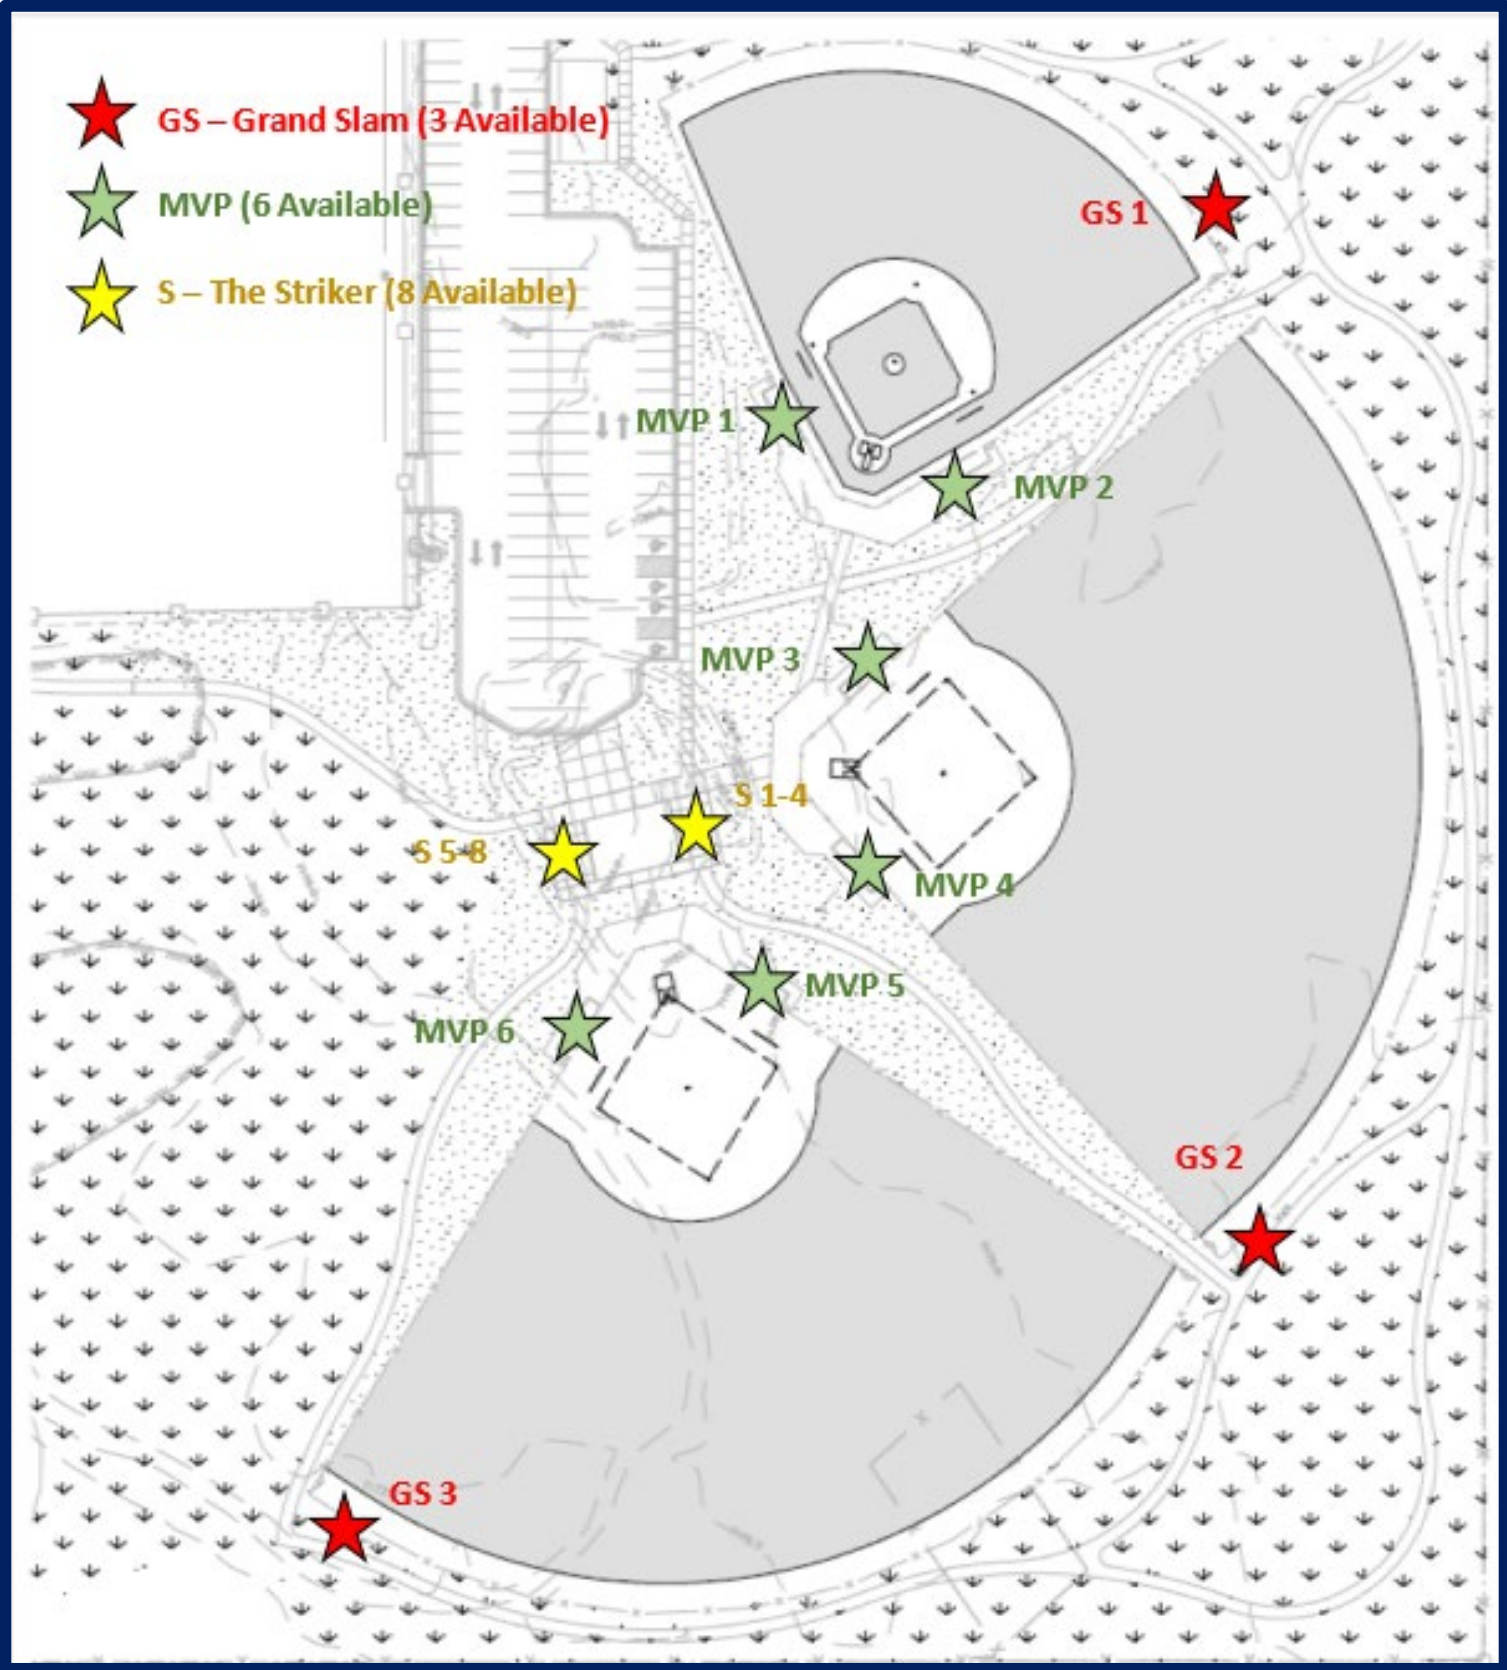 GS – Grand Slam (3 Available)
MVP (6 Available)
S – The Striker (8 Available)
GS 1
MVP 1
MVP 2
MVP 3
S 1-4
S 5-8
MVP 4
MVP 5
MVP 6
GS 2
GS 3